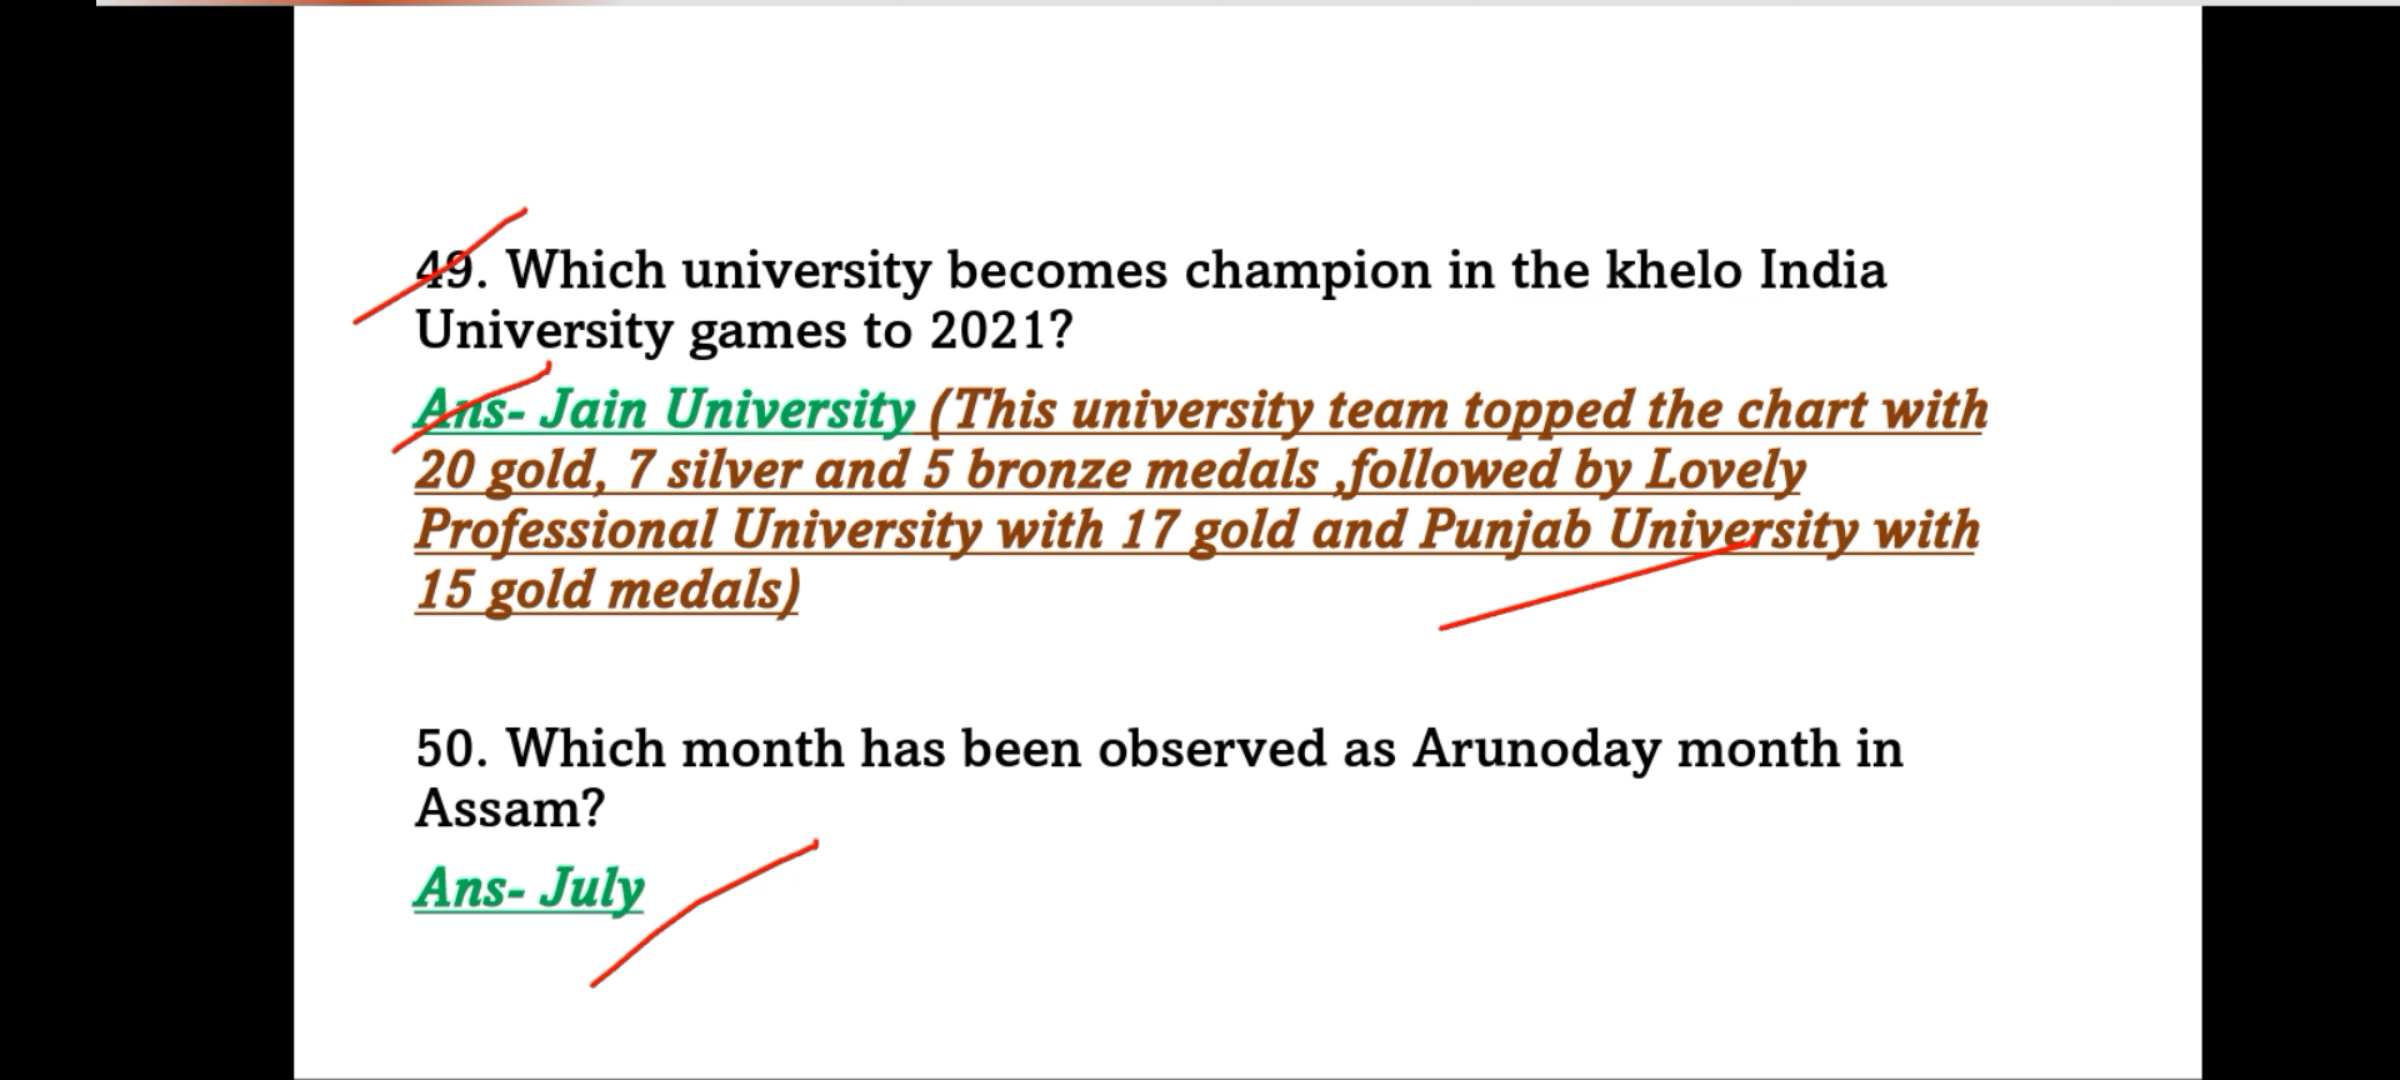 49. Which university becomes champion in the khelo India
University games to 2021?
Ans- Jain University (This university team topped the chart with
20 gold, 7 silver and 5 bronze medals ,followed by Lovely
Professional University with 17 gold and Punjab University with
15 gold medals)
50. Which month has been observed as Arunoday month in
Assam?
Ans- July